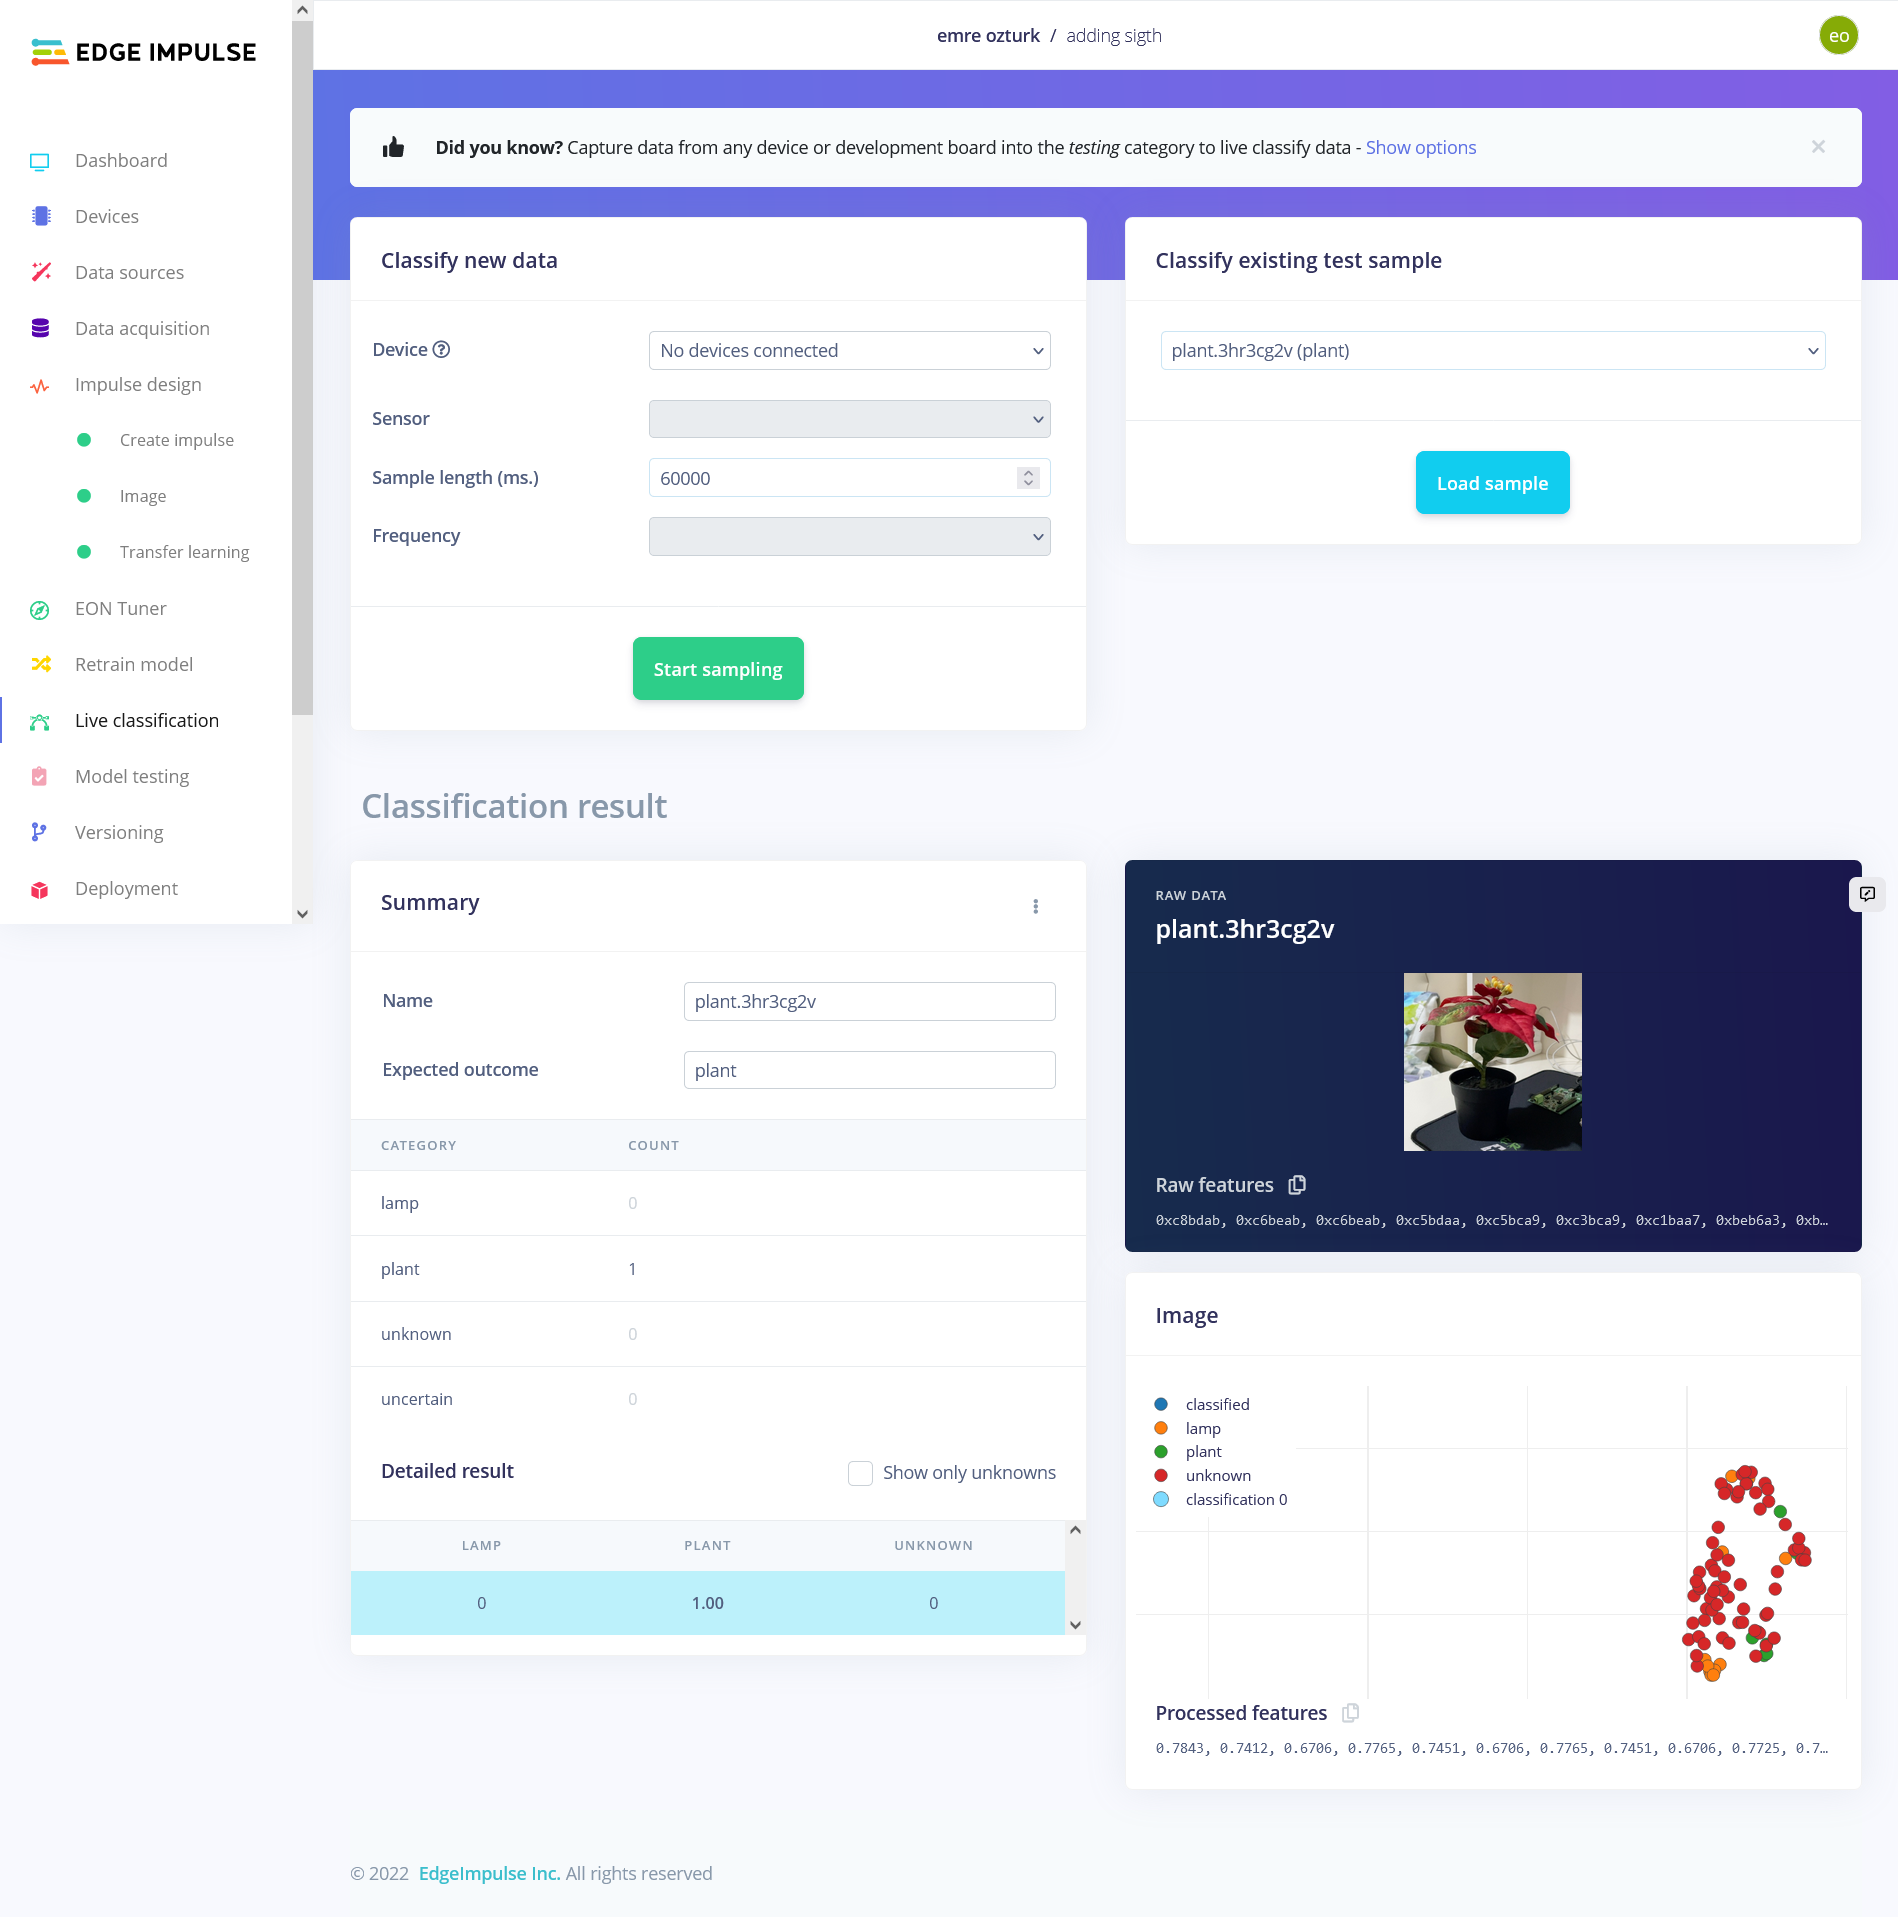 EDGE IMPULSE
Dashboard
Devices
Data sources
Data acquisition
Impulse design
Create impulse
Image
Transfer learning
EON Tuner
Retrain model
Live classification
Model testing
Versioning
Deployment
emre ozturk / adding sigth
eo
Did you know? Capture data from any device or development board into the testing category to live classify data - Show options
×
Classify new data
Device ?
No devices connected
Sensor
Sample length (ms.)
60000
Frequency
Start sampling
Classify existing test sample
plant.3hr3cg2v (plant)
Load sample
Classification result
Summary
Name
plant.3hr3cg2v
Expected outcome
plant
CATEGORY COUNT
lamp 0
plant 1
unknown 0
uncertain 0
Detailed result
Show only unknowns
LAMP PLANT UNKNOWN
0 1.00 0
RAW DATA
plant.3hr3cg2v
Raw features
0xc8bdab, 0xc6beab, 0xc6beab, 0xc5bdaa, 0xc5bca9, 0xc3bca9, 0xc1baa7, 0xbeb6a3, 0xb…
Image
classified
lamp
plant
unknown
classification 0
Processed features
0.7843, 0.7412, 0.6706, 0.7765, 0.7451, 0.6706, 0.7765, 0.7451, 0.6706, 0.7725, 0.7…
© 2022 EdgeImpulse Inc. All rights reserved